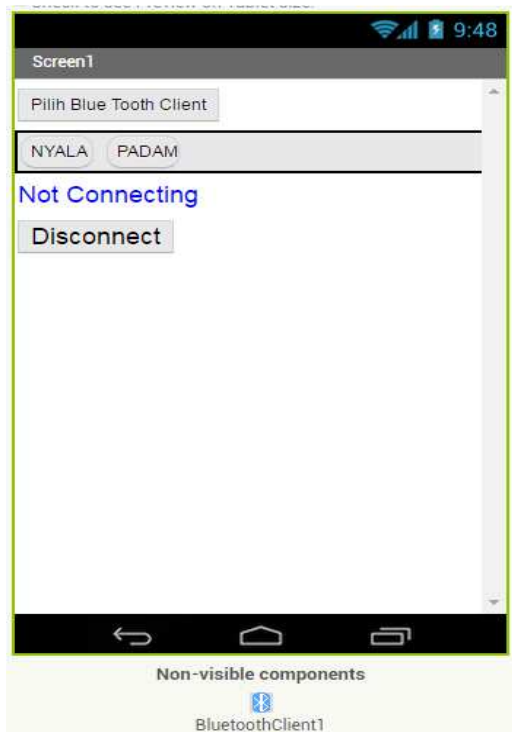 9:48
Screen1
Pilih Blue Tooth Client
NYALA PADAM
Not Connecting
Disconnect
Non-visible components
BluetoothClient1